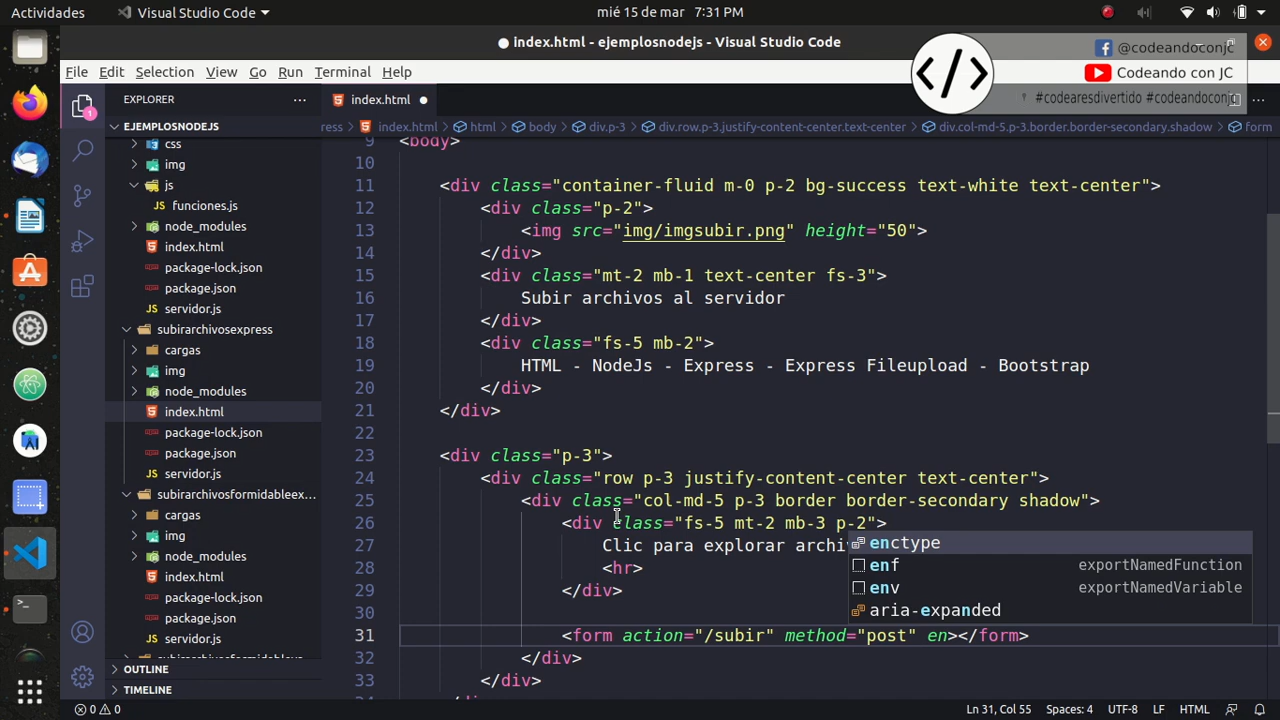 Actividades Visual Studio Code mié 15 de mar 7:31 PM
● index.html - ejemplosnodejs - Visual Studio Code
@codeandoconjc
Codeando con JC
#codearesdivertido #codeandoconjc
File Edit Selection View Go Run Terminal Help
EXPLORER
index.html
EJEMPLOSNODEJS
css
img
js
funciones.js
node_modules
index.html
package-lock.json
package.json
servidor.js
subirarchivosexpress
cargas
img
node_modules
index.html
package-lock.json
package.json
servidor.js
subirarchivosformidableex...
cargas
img
node_modules
index.html
package-lock.json
package.json
servidor.js
OUTLINE
TIMELINE
ress index.html html body div.p-3 div.row.p-3.justify-content-center.text-center div.col-md-5.p-3.border.border-secondary.shadow form
9 <body>
10
11 <div class="container-fluid m-0 p-2 bg-success text-white text-center">
12 <div class="p-2">
13 <img src="img/imgsubir.png" height="50">
14 </div>
15 <div class="mt-2 mb-1 text-center fs-3">
16 Subir archivos al servidor
17 </div>
18 <div class="fs-5 mb-2">
19 HTML - NodeJs - Express - Express Fileupload - Bootstrap
20 </div>
21 </div>
22
23 <div class="p-3">
24 <div class="row p-3 justify-content-center text-center">
25 <div class="col-md-5 p-3 border border-secondary shadow">
26 <div class="fs-5 mt-2 mb-3 p-2">
27 Clic para explorar archi
28 <hr>
29 </div>
30
31 <form action="/subir" method="post" en></form>
32 </div>
33 </div>
enctype
enf exportNamedFunction
env exportNamedVariable
aria-expanded
0 0 Ln 31, Col 55 Spaces: 4 UTF-8 LF HTML